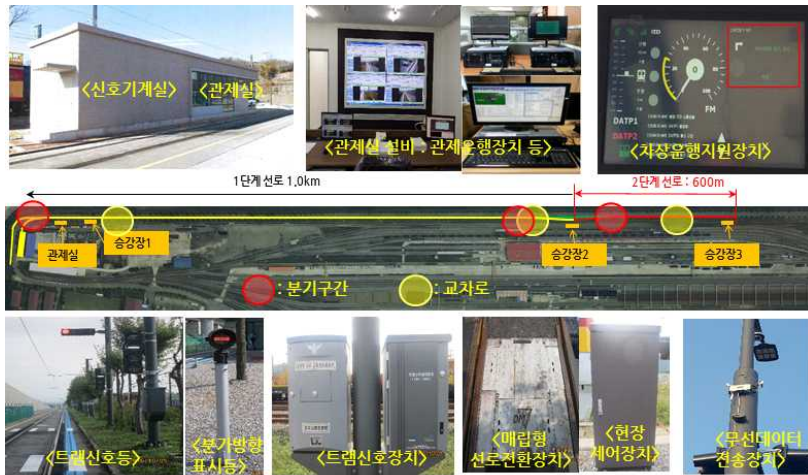 <신호기계실>
<관제실>
<관제실 설비 : 관제운행장치 등>
DATP1
DATP2
FM
<차장운행지원장치>
1단계 선로 1.0km
2단계 선로 : 600m
관제실
승강장1
승강장2
승강장3
: 분기구간
: 교차로
<트램신호등>
<분기방향
표시등>
<트램신호장치>
<매립형
선로전환장치>
<현장
제어장치>
<무선데이터
전송장치>